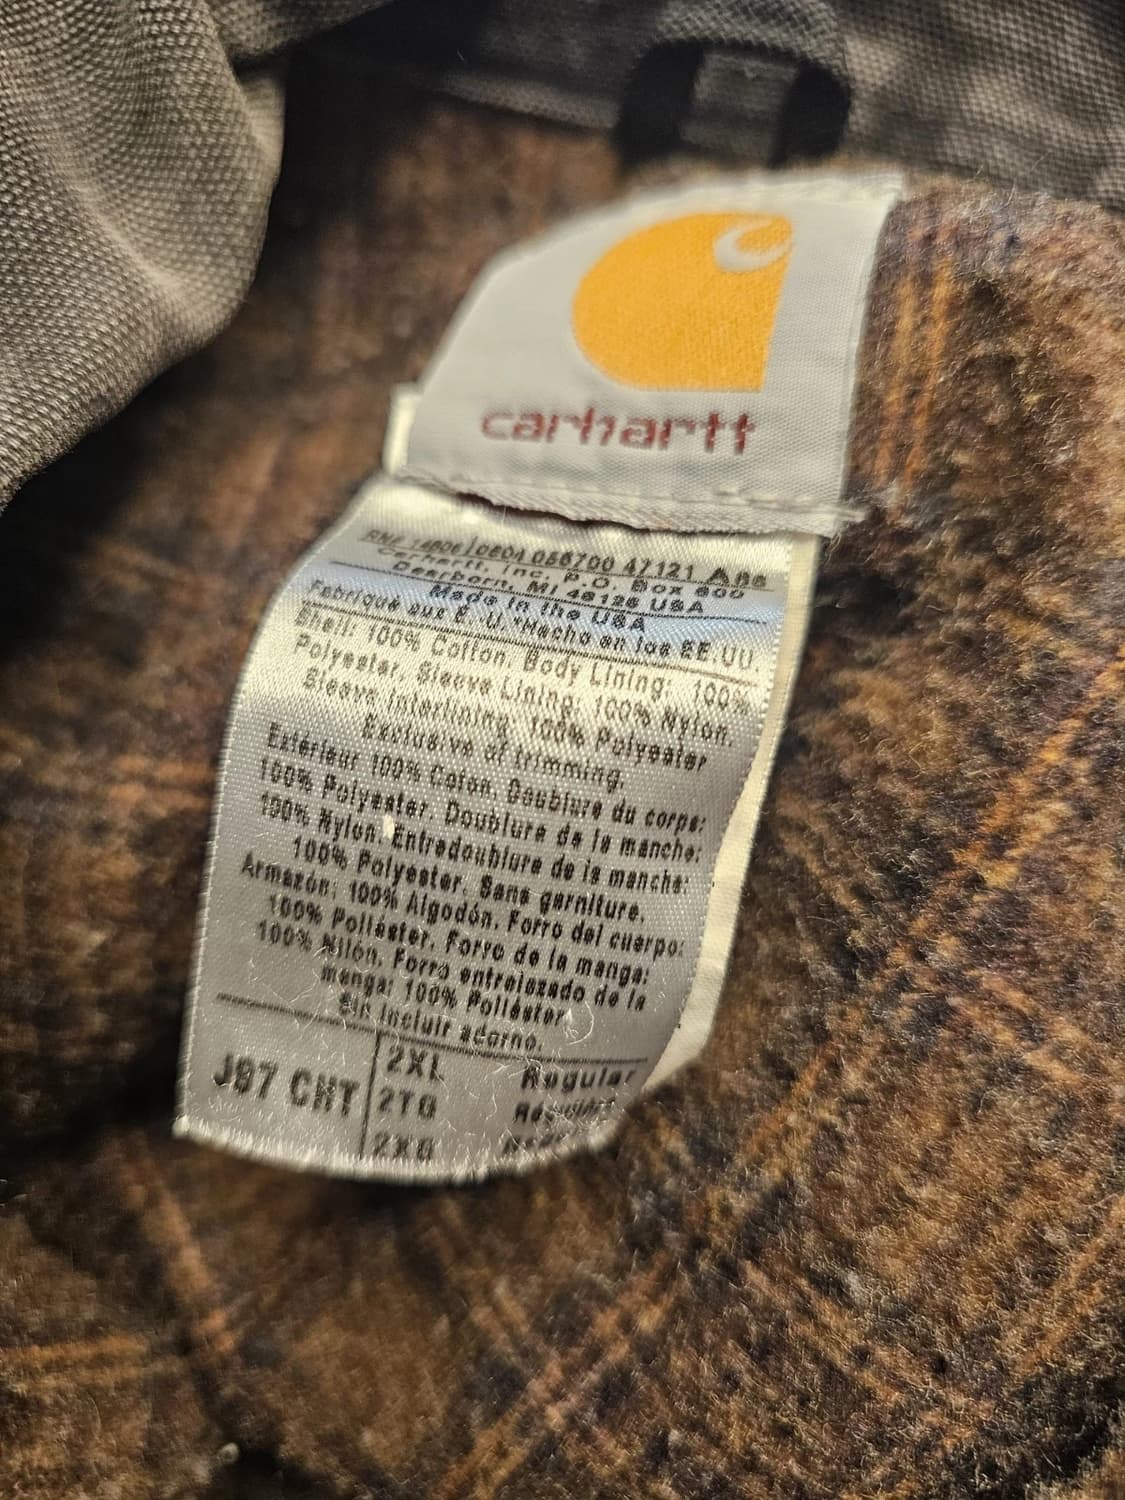 carhartt
RN# 14806 0604 056700 47121
Carhartt, Inc. P.O. Box 600
Dearborn, MI 48126 USA
Made in the USA
Fabriqué aux E.-U.*Hecho en los EE.UU.
Shell: 100% Cotton. Body Lining: 100%
Polyester. Sleeve Lining: 100% Nylon.
Sleeve Interlining: 100% Polyester
Exclusive of trimming.
Extérieur 100% Coton. Doublure du corps:
100% Polyester. Doublure de la manche:
100% Nylon. Entredoublure de la manche:
100% Polyester. Sans garniture.
Armazón: 100% Algodón. Forro del cuerpo:
100% Poliéster. Forro de la manga:
100% Nilón. Forro entrelazado de la
manga: 100% Poliéster.
Sin incluir adorno.
J97 CHT
2XL Regular
2TG
2XG